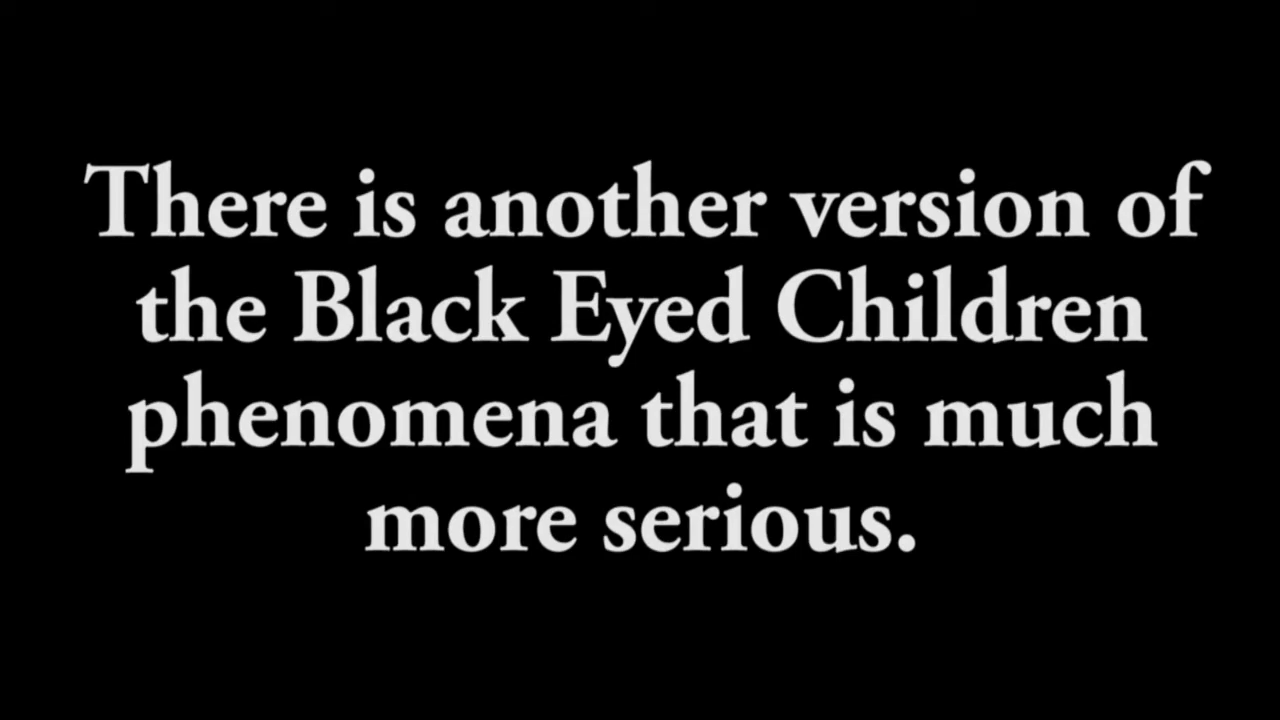 There is another version of
the Black Eyed Children
phenomena that is much
more serious.